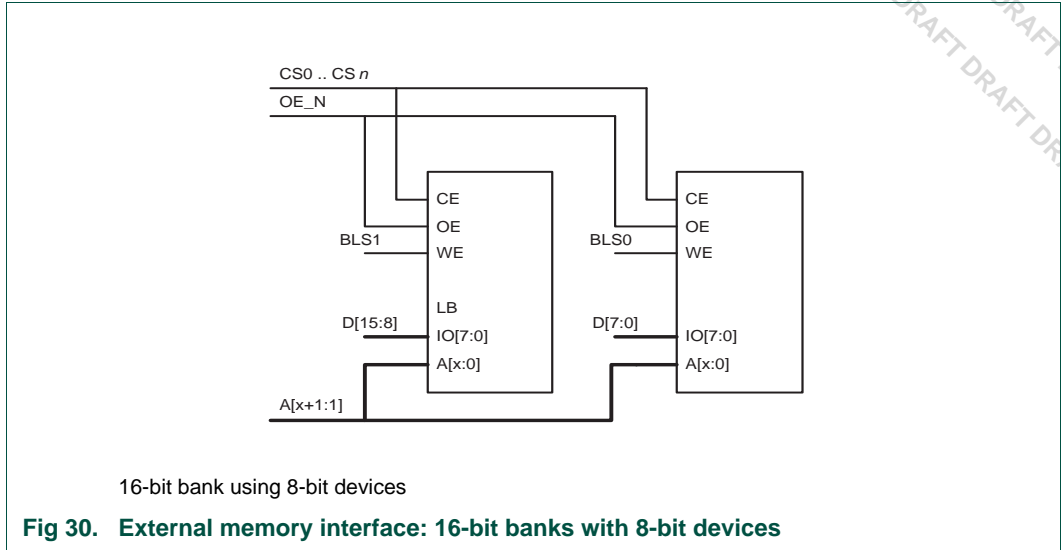 DRAFT
DRAFT DRAFT
CS0 .. CS n
OE_N
CE
OE
BLS1
WE
LB
D[15:8]
IO[7:0]
A[x:0]
CE
OE
BLS0
WE
D[7:0]
IO[7:0]
A[x:0]
A[x+1:1]
16-bit bank using 8-bit devices
Fig 30. External memory interface: 16-bit banks with 8-bit devices